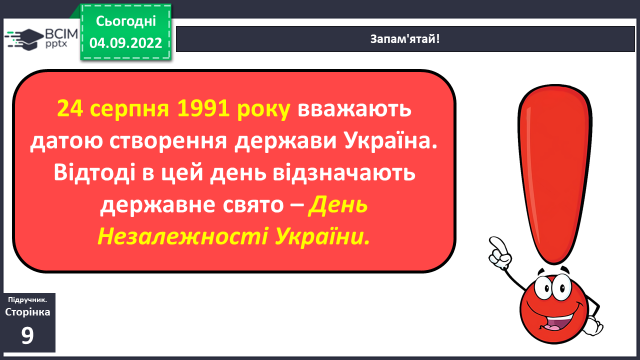 ВСІМ
pptx
Сьогодні
04.09.2022
Запам'ятай!
24 серпня 1991 року вважають
датою створення держави Україна.
Відтоді в цей день відзначають
державне свято – День
Незалежності України.
Підручник.
Сторінка
9